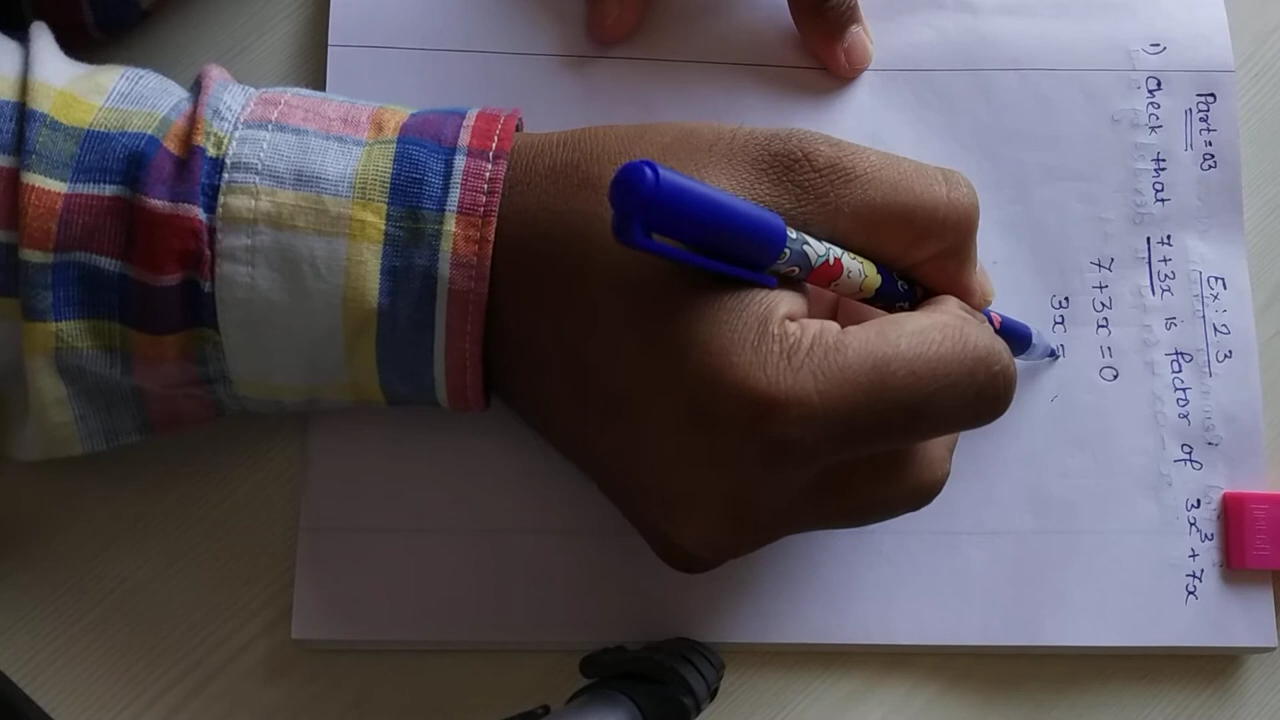 Part=03
Ex: 2.3
1) Check that 7+3x is factor of 3x³+7x
7+3x=0
3x=